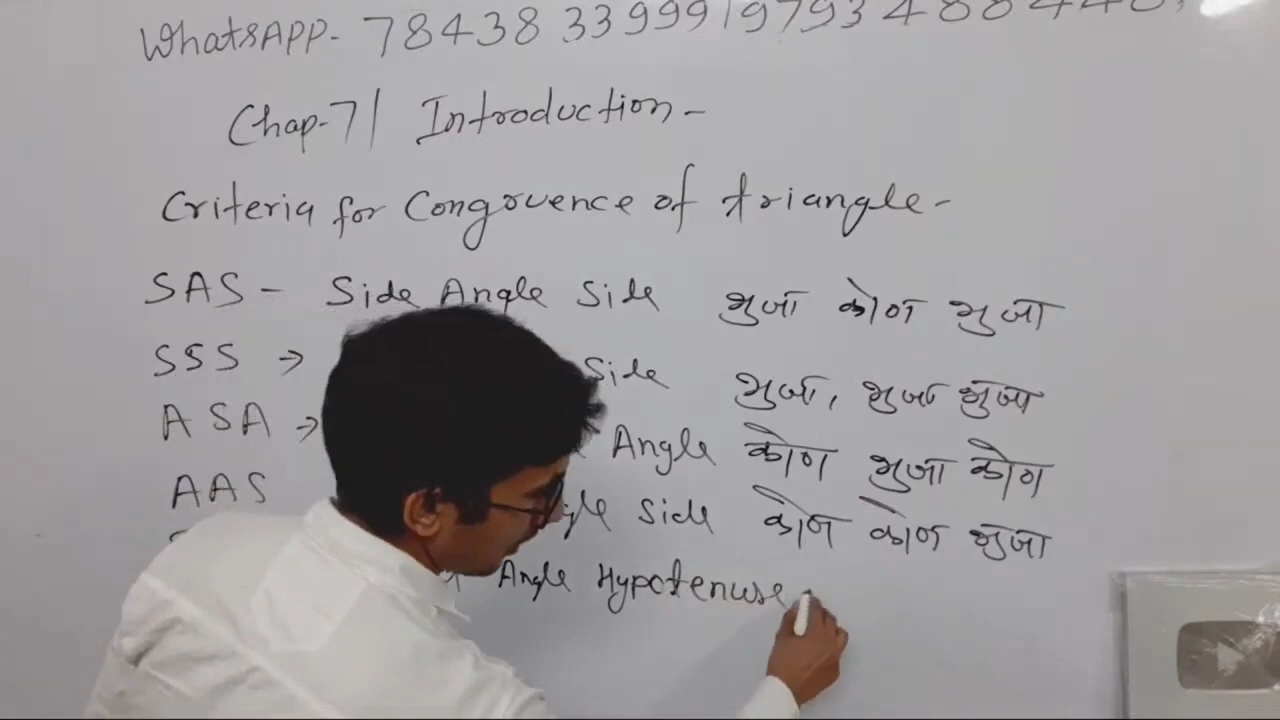 WhatsAPP- 78438 33999 / 9793 488
Chap-7 | Introduction-
Criteria for Congruence of triangle-
SAS - Side Angle Side भुजा कोण भुजा
SSS → Side भुजा, भुजा भुजा
ASA → Angle कोण भुजा कोण
AAS Side कोण कोण भुजा
Angle Hypotenuse